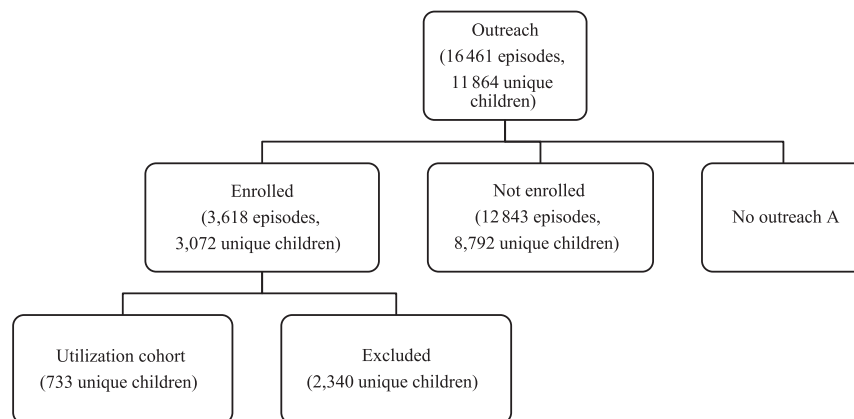 Outreach
(16 461 episodes,
11 864 unique
children)
Enrolled
(3,618 episodes,
3,072 unique children)
Not enrolled
(12 843 episodes,
8,792 unique children)
No outreach A
Utilization cohort
(733 unique children)
Excluded
(2,340 unique children)